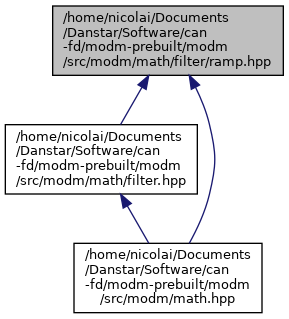 /home/nicolai/Documents
/Danstar/Software/can
-fd/modm-prebuilt/modm
/src/modm/math/filter/ramp.hpp
/home/nicolai/Documents
/Danstar/Software/can
-fd/modm-prebuilt/modm
/src/modm/math/filter.hpp
/home/nicolai/Documents
/Danstar/Software/can
-fd/modm-prebuilt/modm
/src/modm/math.hpp